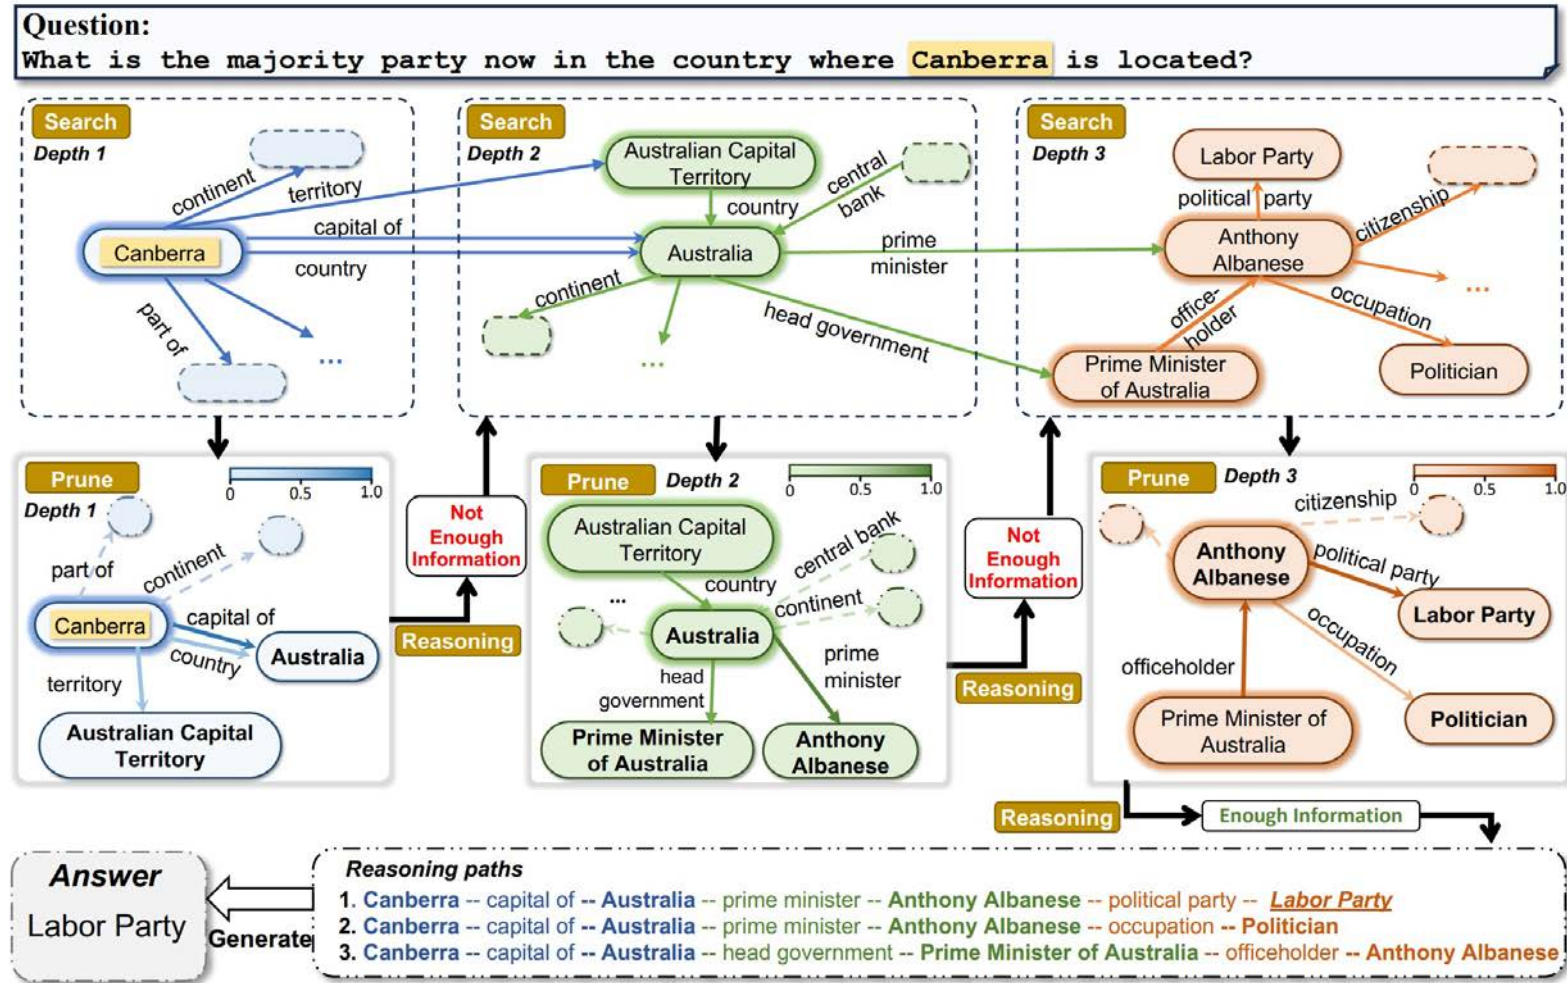 Question:
What is the majority party now in the country where Canberra is located?
Search
Depth 1
continent
territory
capital of
country
Canberra
part of
...
Search
Depth 2
Australian Capital
Territory
country
central
bank
Australia
prime
minister
continent
head government
...
Search
Depth 3
Labor Party
political party
citizenship
Anthony
Albanese
...
office-
holder
occupation
Prime Minister
of Australia
Politician
Prune
Depth 1
0 0.5 1.0
part of
continent
Canberra
capital of
country
Australia
territory
Australian Capital
Territory
Not
Enough
Information
Reasoning
Prune
Depth 2
0 0.5 1.0
Australian Capital
Territory
country
central bank
continent
...
Australia
head
government
prime
minister
Prime Minister
of Australia
Anthony
Albanese
Not
Enough
Information
Reasoning
Prune
Depth 3
0 0.5 1.0
citizenship
Anthony
Albanese
political party
Labor Party
occupation
officeholder
Prime Minister of
Australia
Politician
Reasoning
Enough Information
Answer
Labor Party
Generate
Reasoning paths
1. Canberra -- capital of -- Australia -- prime minister -- Anthony Albanese -- political party -- Labor Party
2. Canberra -- capital of -- Australia -- prime minister -- Anthony Albanese -- occupation -- Politician
3. Canberra -- capital of -- Australia -- head government -- Prime Minister of Australia -- officeholder -- Anthony Albanese